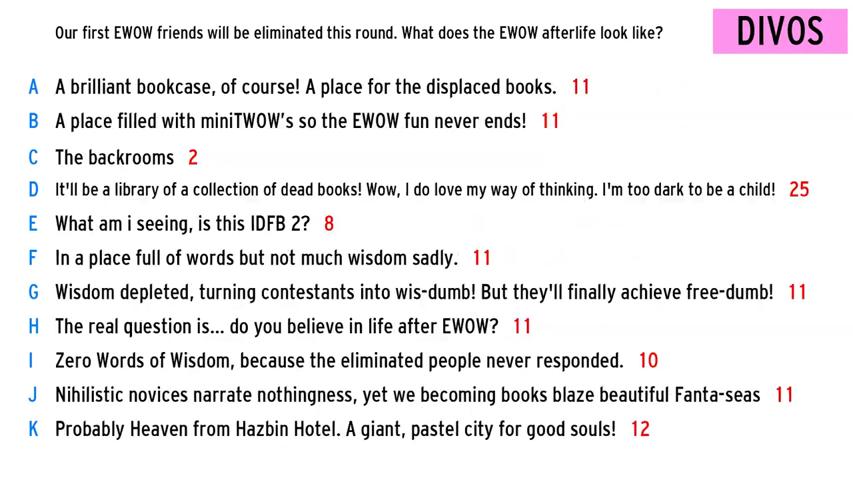 Our first EWOW friends will be eliminated this round. What does the EWOW afterlife look like?
DIVOS
A A brilliant bookcase, of course! A place for the displaced books. 11
B A place filled with miniTWOW's so the EWOW fun never ends! 11
C The backrooms 2
D It'll be a library of a collection of dead books! Wow, I do love my way of thinking. I'm too dark to be a child! 25
E What am i seeing, is this IDFB 2? 8
F In a place full of words but not much wisdom sadly. 11
G Wisdom depleted, turning contestants into wis-dumb! But they'll finally achieve free-dumb! 11
H The real question is... do you believe in life after EWOW? 11
I Zero Words of Wisdom, because the eliminated people never responded. 10
J Nihilistic novices narrate nothingness, yet we becoming books blaze beautiful Fanta-seas 11
K Probably Heaven from Hazbin Hotel. A giant, pastel city for good souls! 12